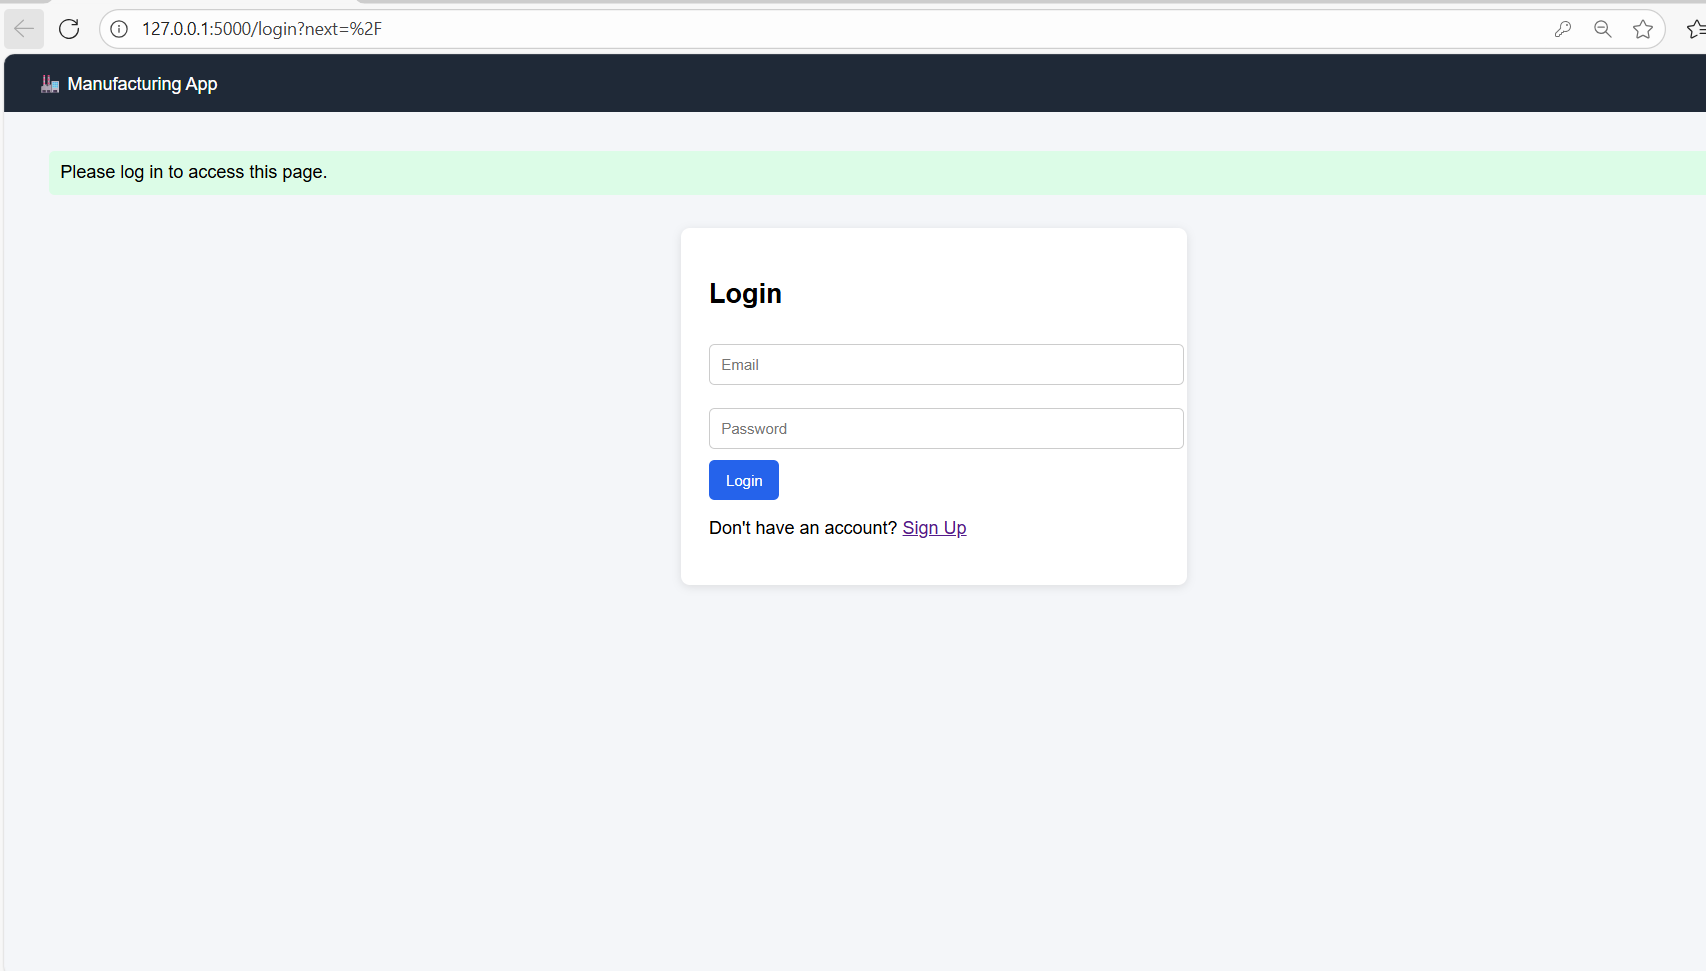 127.0.0.1:5000/login?next=%2F
Manufacturing App
Please log in to access this page.
Login
Email
Password
Login
Don't have an account? Sign Up